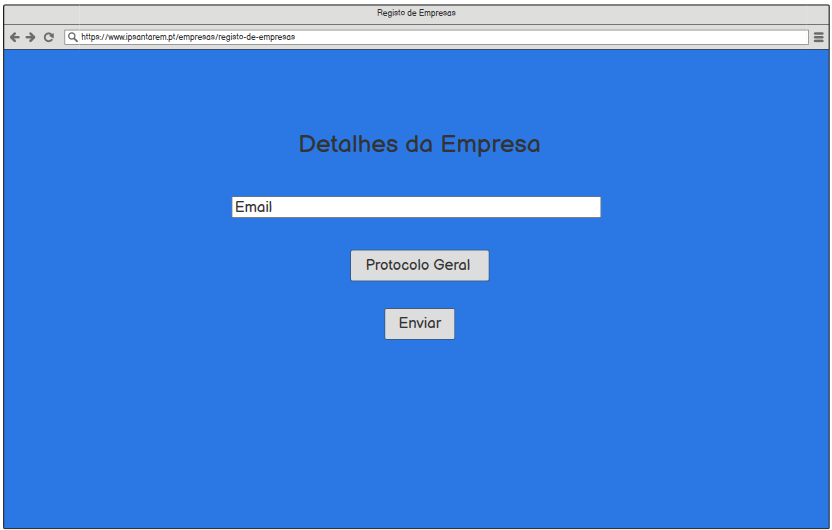 Registo de Empresas
https://www.ipsantarem.pt/empresas/registo-de-empresas
Detalhes da Empresa
Email
Protocolo Geral
Enviar